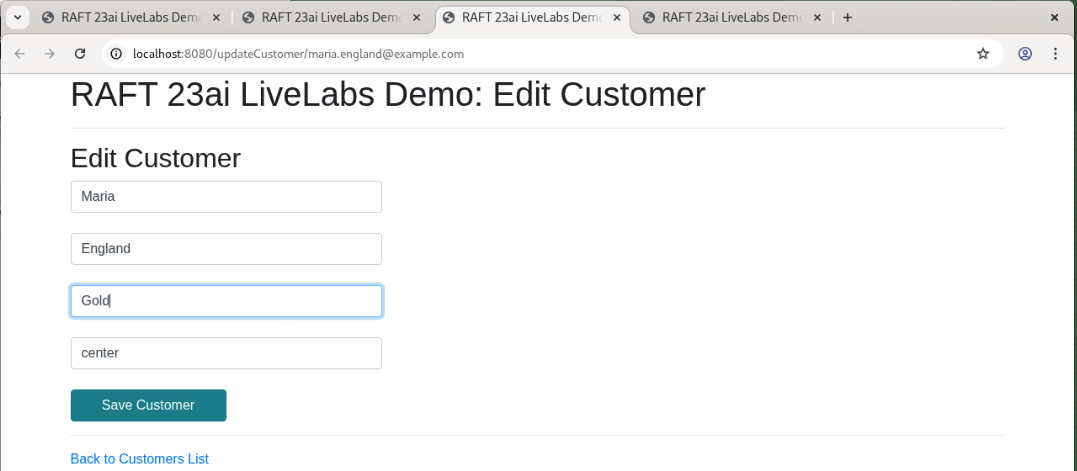 RAFT 23ai LiveLabs Demo
RAFT 23ai LiveLabs Demo
RAFT 23ai LiveLabs Demo
RAFT 23ai LiveLabs Demo
localhost:8080/updateCustomer/maria.england@example.com
RAFT 23ai LiveLabs Demo: Edit Customer
Edit Customer
Maria
England
Gold
center
Save Customer
Back to Customers List